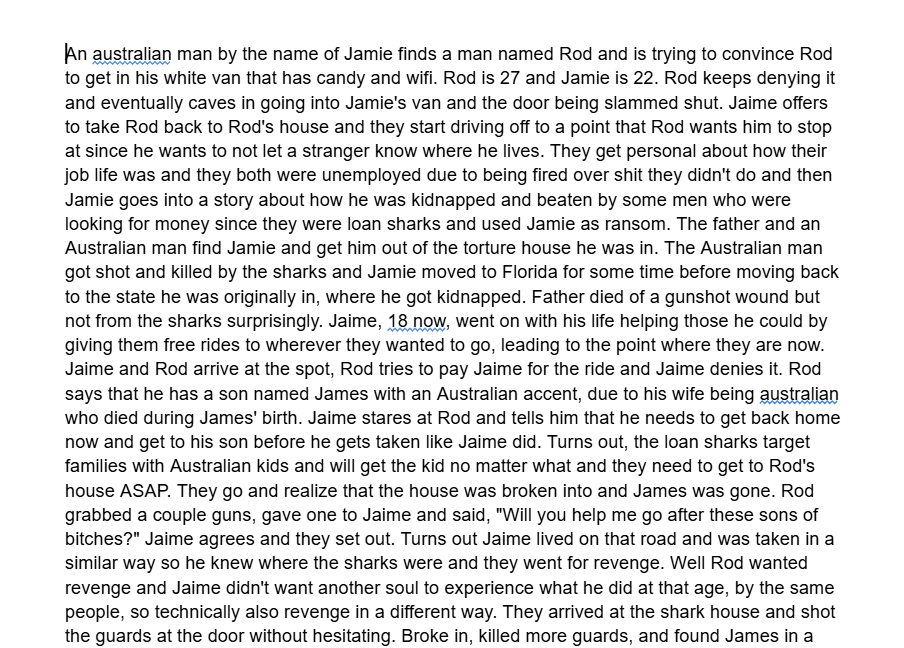 An australian man by the name of Jamie finds a man named Rod and is trying to convince Rod
to get in his white van that has candy and wifi. Rod is 27 and Jamie is 22. Rod keeps denying it
and eventually caves in going into Jamie's van and the door being slammed shut. Jaime offers
to take Rod back to Rod's house and they start driving off to a point that Rod wants him to stop
at since he wants to not let a stranger know where he lives. They get personal about how their
job life was and they both were unemployed due to being fired over shit they didn't do and then
Jamie goes into a story about how he was kidnapped and beaten by some men who were
looking for money since they were loan sharks and used Jamie as ransom. The father and an
Australian man find Jamie and get him out of the torture house he was in. The Australian man
got shot and killed by the sharks and Jamie moved to Florida for some time before moving back
to the state he was originally in, where he got kidnapped. Father died of a gunshot wound but
not from the sharks surprisingly. Jaime, 18 now, went on with his life helping those he could by
giving them free rides to wherever they wanted to go, leading to the point where they are now.
Jaime and Rod arrive at the spot, Rod tries to pay Jaime for the ride and Jaime denies it. Rod
says that he has a son named James with an Australian accent, due to his wife being australian
who died during James' birth. Jaime stares at Rod and tells him that he needs to get back home
now and get to his son before he gets taken like Jaime did. Turns out, the loan sharks target
families with Australian kids and will get the kid no matter what and they need to get to Rod's
house ASAP. They go and realize that the house was broken into and James was gone. Rod
grabbed a couple guns, gave one to Jaime and said, "Will you help me go after these sons of
bitches?" Jaime agrees and they set out. Turns out Jaime lived on that road and was taken in a
similar way so he knew where the sharks were and they went for revenge. Well Rod wanted
revenge and Jaime didn't want another soul to experience what he did at that age, by the same
people, so technically also revenge in a different way. They arrived at the shark house and shot
the guards at the door without hesitating. Broke in, killed more guards, and found James in a